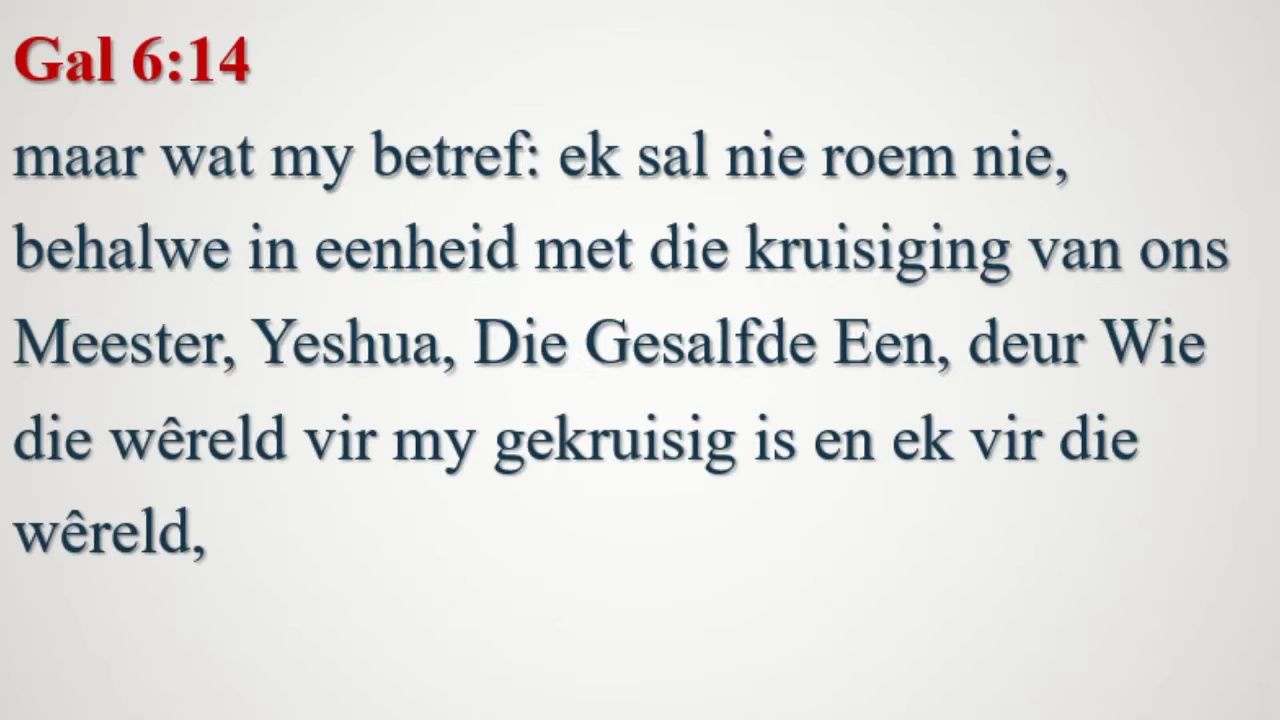 Gal 6:14
maar wat my betref: ek sal nie roem nie,
behalwe in eenheid met die kruisiging van ons
Meester, Yeshua, Die Gesalfde Een, deur Wie
die wêreld vir my gekruisig is en ek vir die
wêreld,